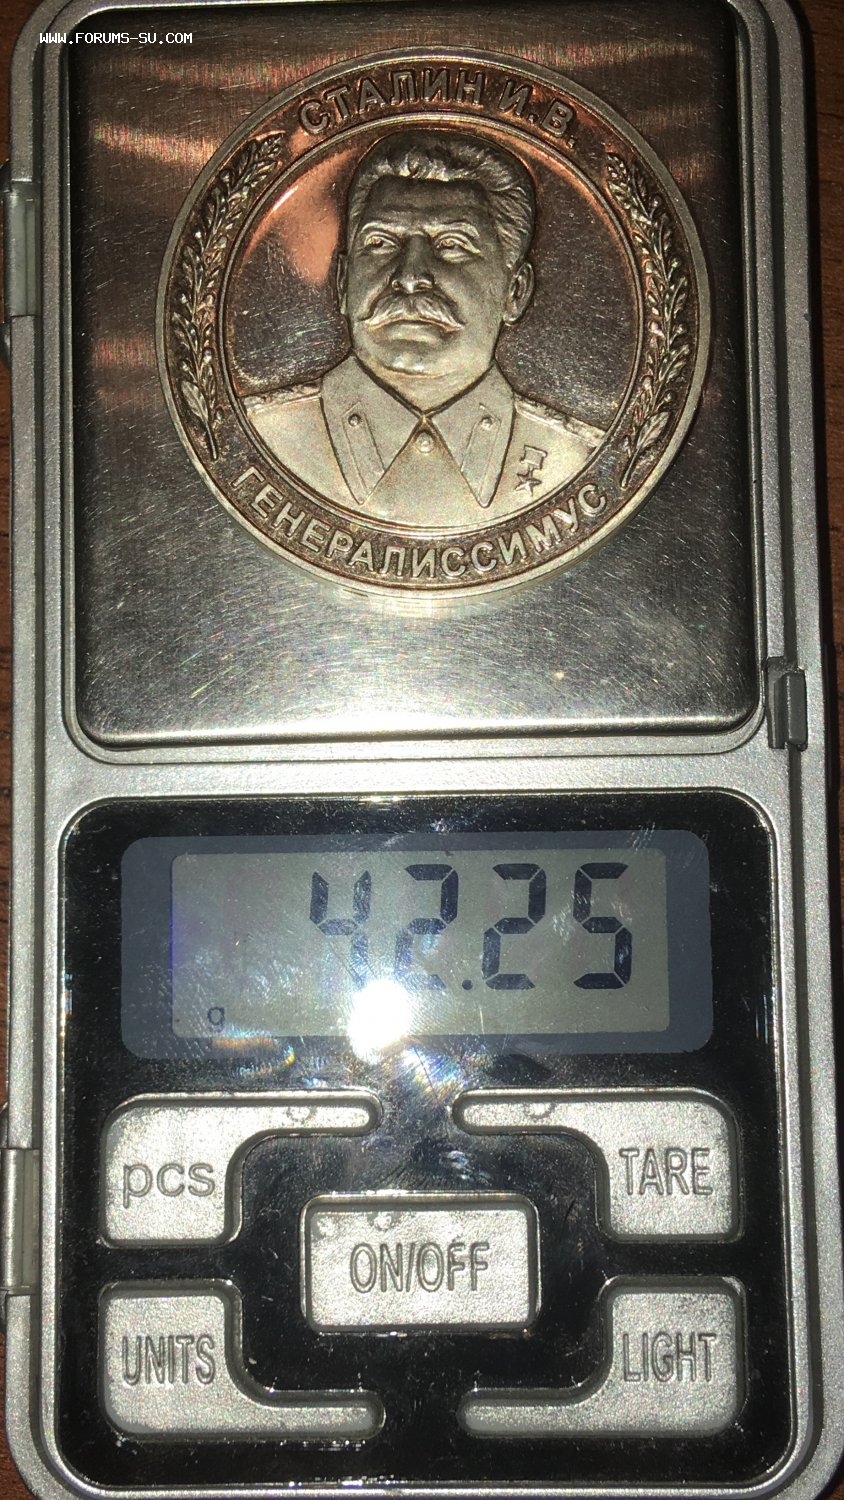 WWW.FORUMS-SU.COM
СТАЛИН И.В.
ГЕНЕРАЛИССИМУС
42.25
g
pcs
TARE
ON/OFF
UNITS
LIGHT